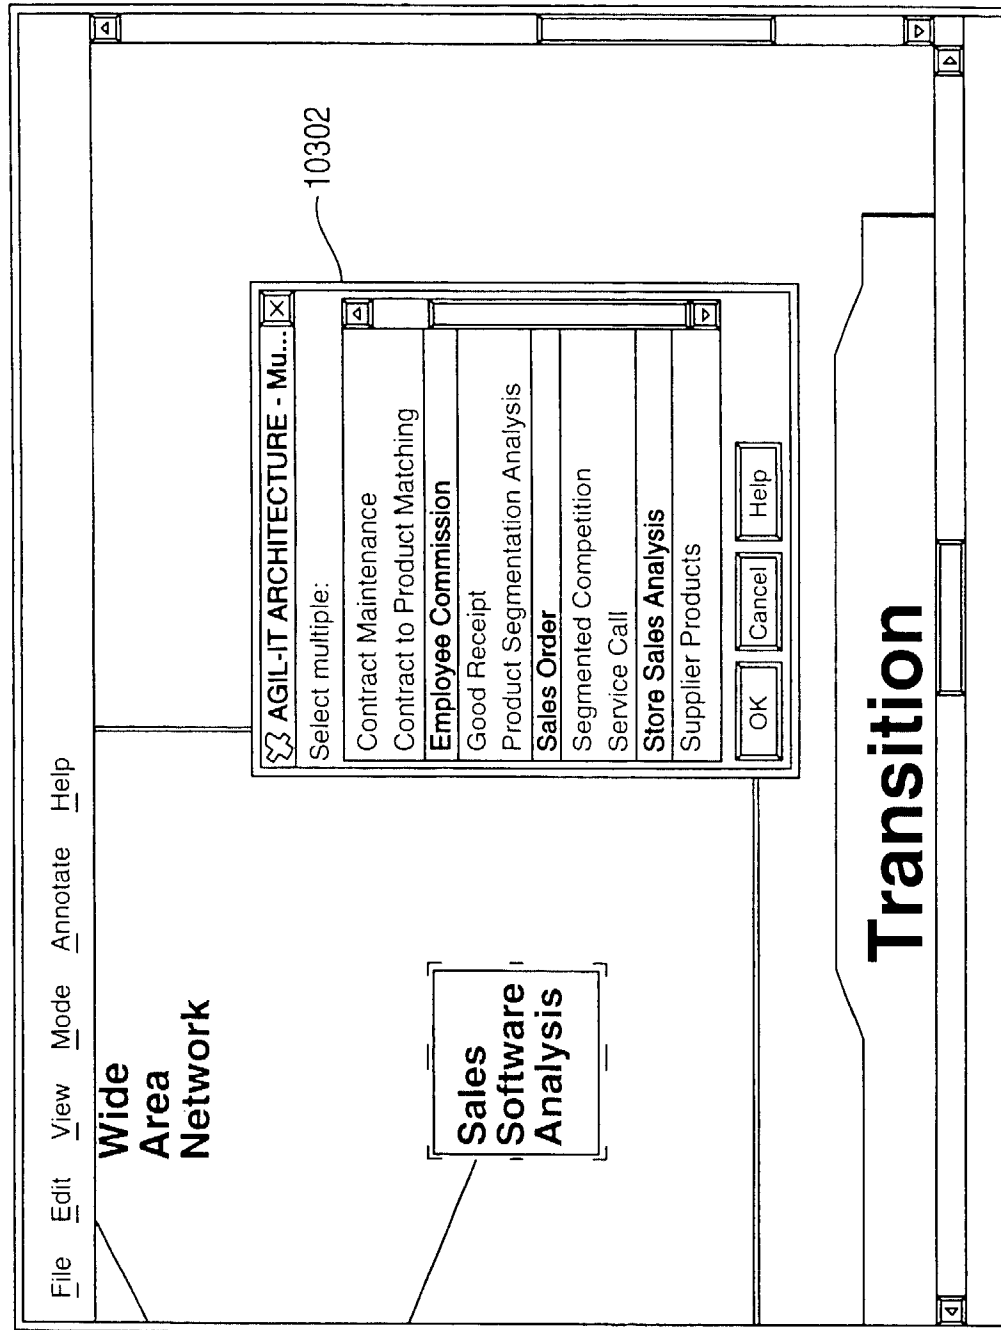 File Edit View Mode Annotate Help
Wide
Area
Network
10302
AGIL-IT ARCHITECTURE - Mu...
Select multiple:
Contract Maintenance
Contract to Product Matching
Employee Commission
Good Receipt
Product Segmentation Analysis
Sales Order
Segmented Competition
Service Call
Store Sales Analysis
Supplier Products
OK Cancel Help
Sales
Software
Analysis
Transition